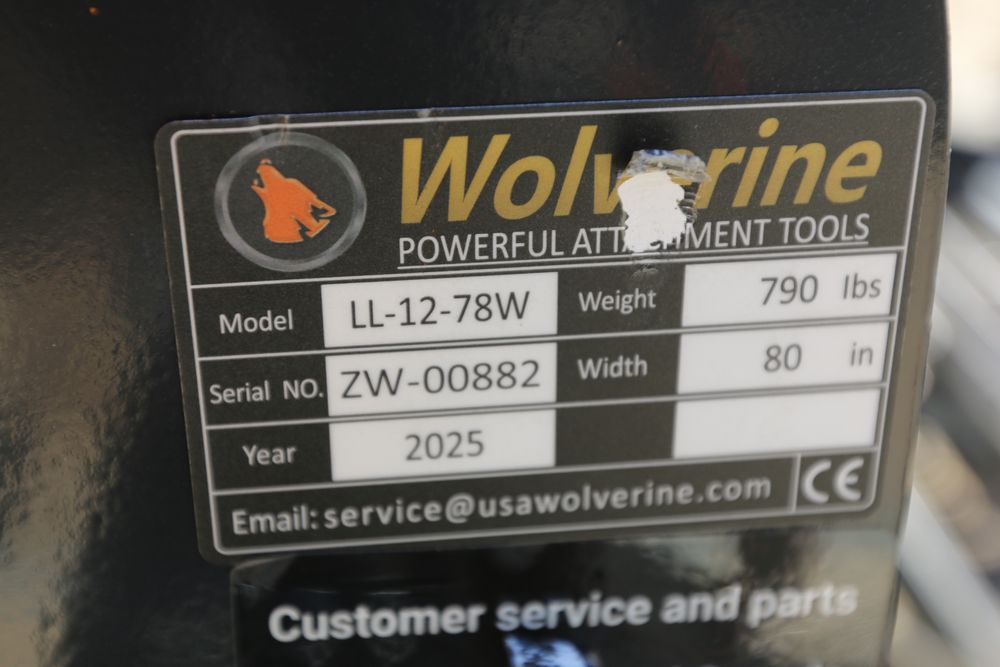 Wolverine
POWERFUL ATTACHMENT TOOLS
Model LL-12-78W Weight 790 lbs
Serial NO. ZW-00882 Width 80 in
Year 2025
Email: service@usawolverine.com CE
Customer service and parts